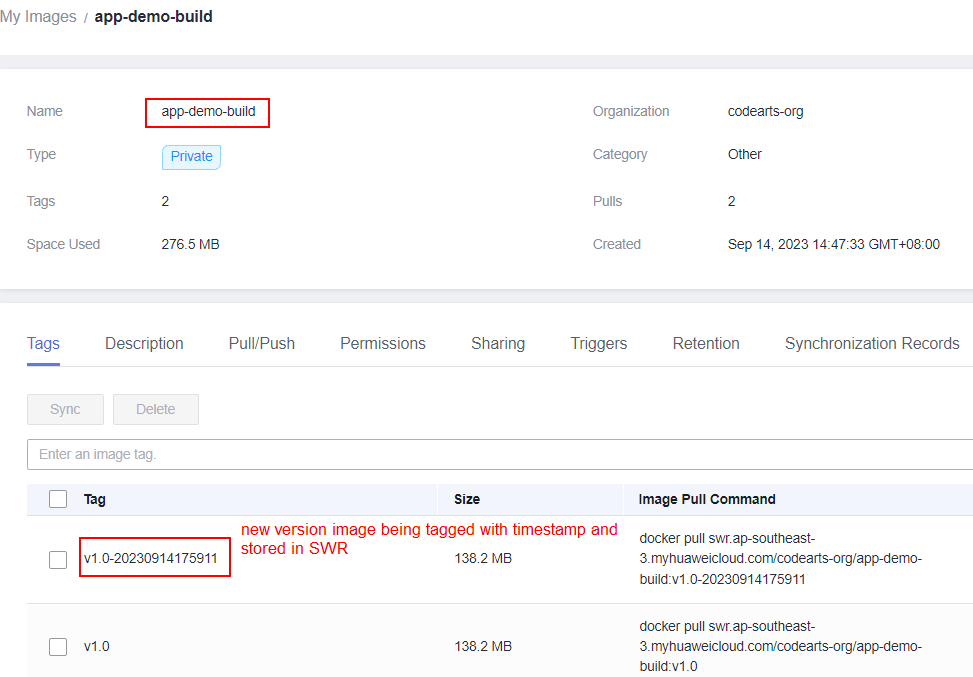 My Images / app-demo-build
Name app-demo-build Organization codearts-org
Type Private Category Other
Tags 2 Pulls 2
Space Used 276.5 MB Created Sep 14, 2023 14:47:33 GMT+08:00
Tags Description Pull/Push Permissions Sharing Triggers Retention Synchronization Records
Sync Delete
Enter an image tag.
Tag Size Image Pull Command
new version image being tagged with timestamp and
stored in SWR
v1.0-20230914175911 138.2 MB
docker pull swr.ap-southeast-
3.myhuaweicloud.com/codearts-org/app-demo-
build:v1.0-20230914175911
v1.0 138.2 MB
docker pull swr.ap-southeast-
3.myhuaweicloud.com/codearts-org/app-demo-
build:v1.0